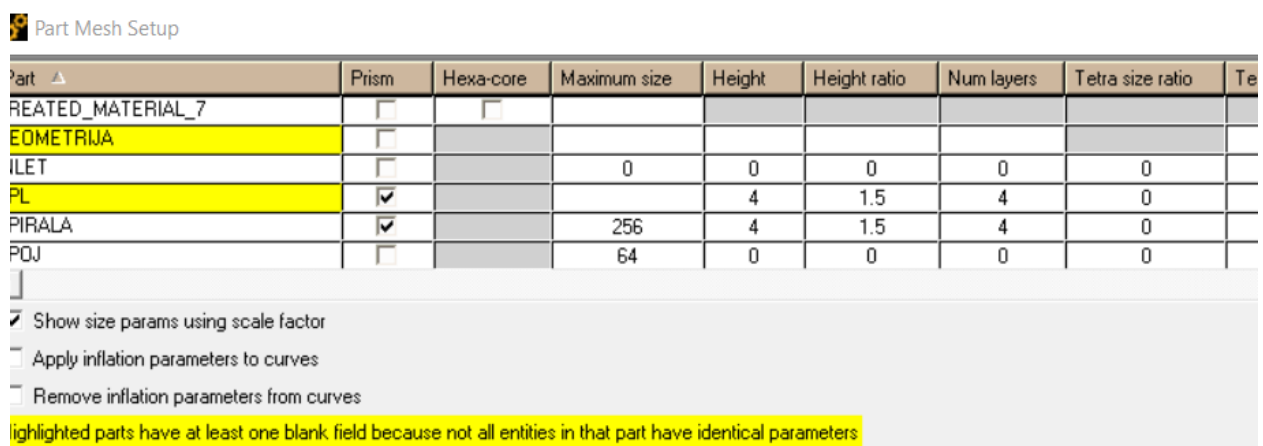 Part Mesh Setup
Part Prism Hexa-core Maximum size Height Height ratio Num layers Tetra size ratio Te
REATED_MATERIAL_7
EOMETRIJA
NLET 0 0 0 0 0
PL 4 1.5 4 0
PIRALA 256 4 1.5 4 0
POJ 64 0 0 0 0
Show size params using scale factor
Apply inflation parameters to curves
Remove inflation parameters from curves
ighlighted parts have at least one blank field because not all entities in that part have identical parameters